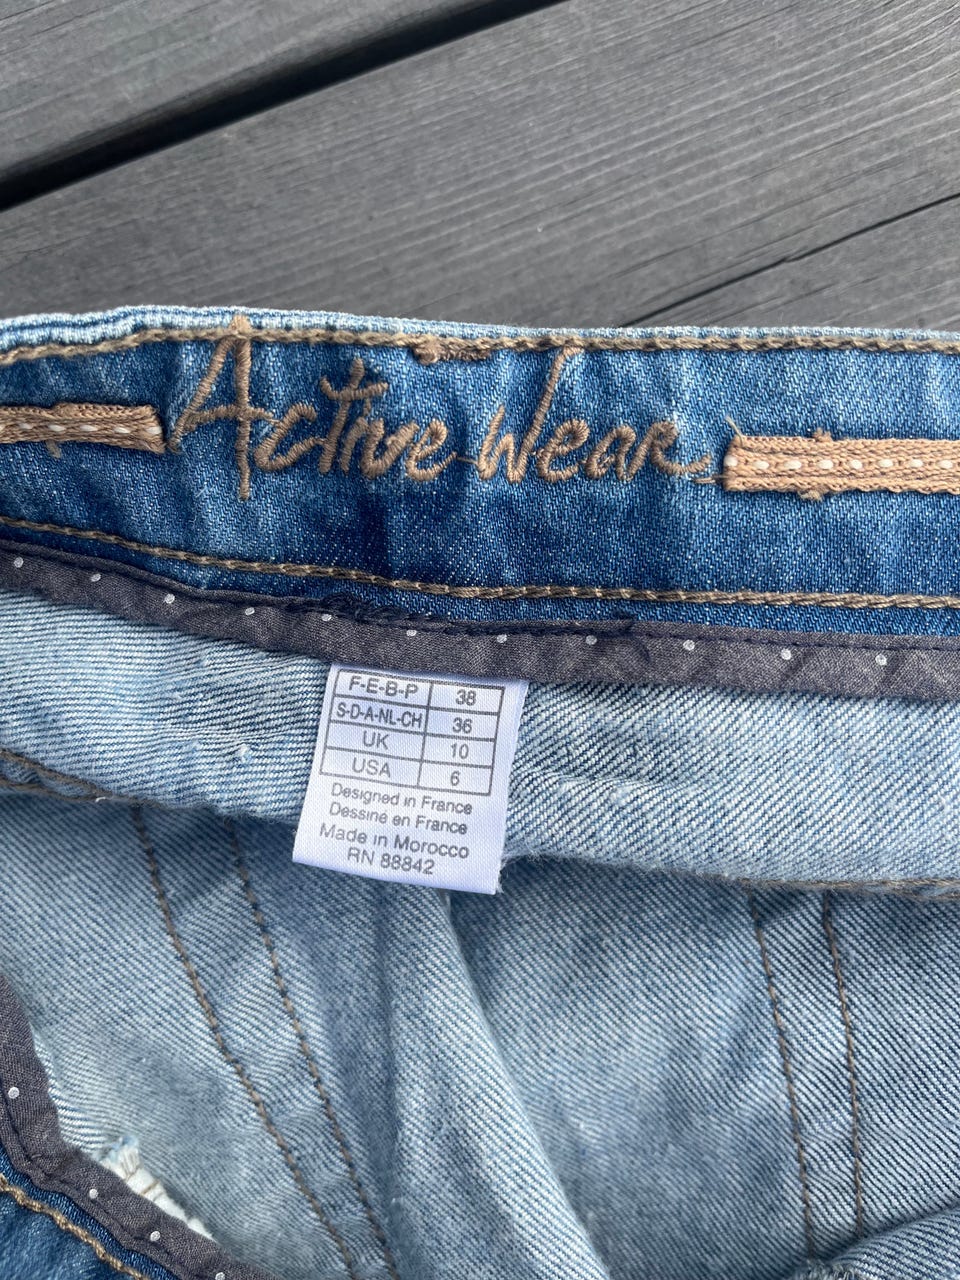 Active Wear
F-E-B-P 38
S-D-A-NL-CH 36
UK 10
USA 6
Designed in France
Dessiné en France
Made in Morocco
RN 88842